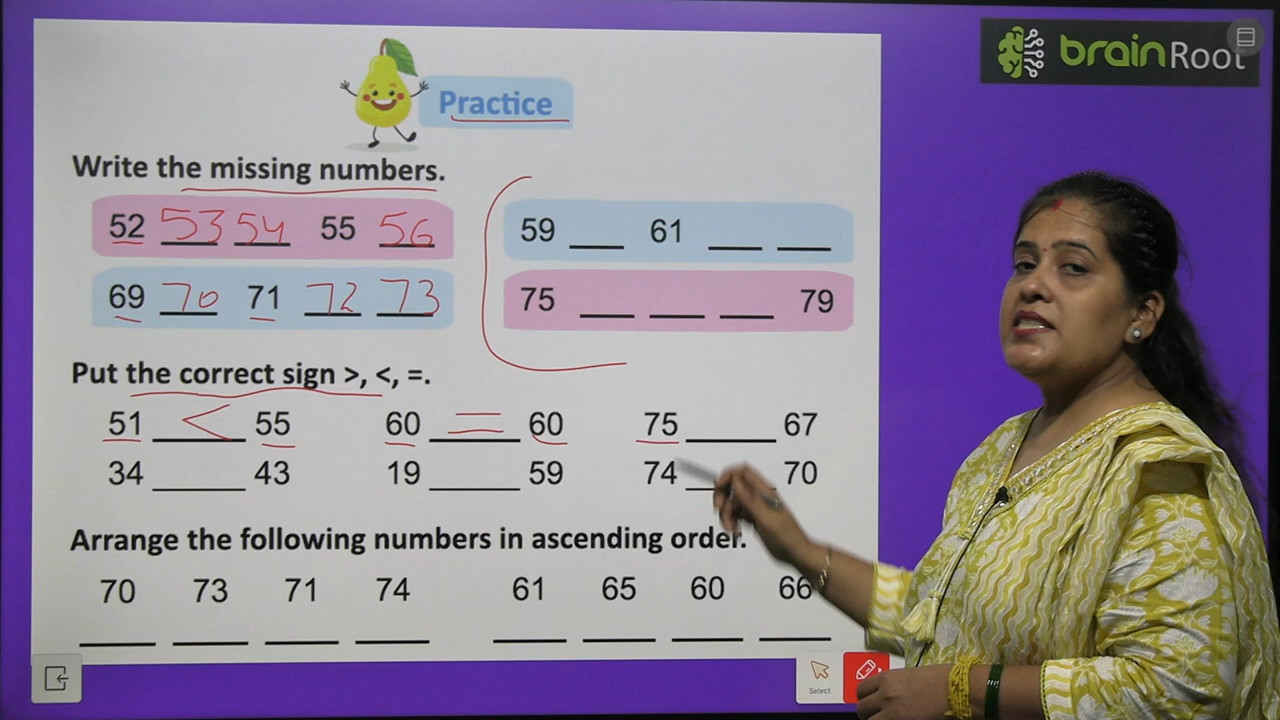 brainRoot
Practice
Write the missing numbers.
52 53 54 55 56
59 ___ 61 ___ ___
69 70 71 72 73
75 ___ ___ ___ 79
Put the correct sign >, <, =.
51 < 55 60 = 60 75 ___ 67
34 ___ 43 19 ___ 59 74 ___ 70
Arrange the following numbers in ascending order.
70 73 71 74 61 65 60 66
Select